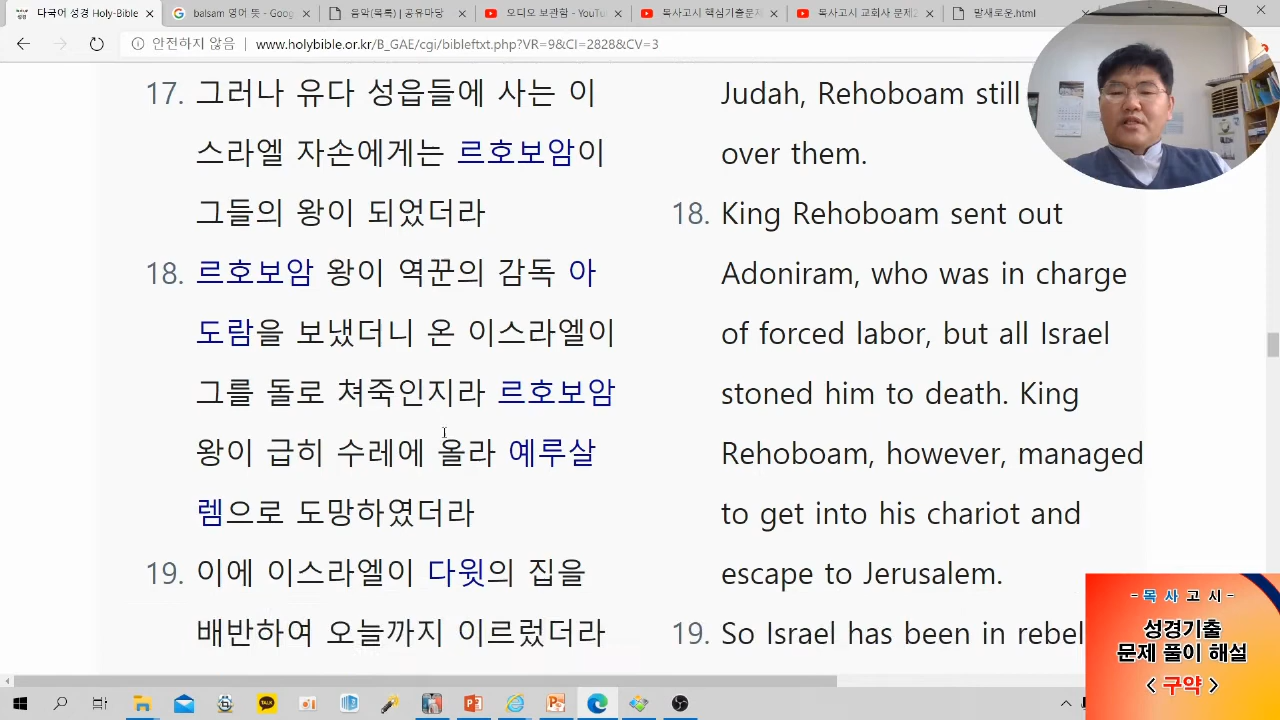 다국어 성경 Holy-Bible
balsam 영어 뜻 - Goog
음악(목록) | 공유마당
오디오 보관함 - YouTu
목사고시 핵심기출문
목사고시 교회사 문제2
말새로운.html
안전하지 않음
www.holybible.or.kr/B_GAE/cgi/bibleftxt.php?VR=9&CI=2828&CV=3
17. 그러나 유다 성읍들에 사는 이
스라엘 자손에게는 르호보암이
그들의 왕이 되었더라
18. 르호보암 왕이 역꾼의 감독 아
도람을 보냈더니 온 이스라엘이
그를 돌로 쳐죽인지라 르호보암
왕이 급히 수레에 올라 예루살
렘으로 도망하였더라
19. 이에 이스라엘이 다윗의 집을
배반하여 오늘까지 이르렀더라
Judah, Rehoboam still
over them.
18. King Rehoboam sent out
Adoniram, who was in charge
of forced labor, but all Israel
stoned him to death. King
Rehoboam, however, managed
to get into his chariot and
escape to Jerusalem.
19. So Israel has been in rebel
- 목 사 고 시 -
성경기출
문제 풀이 해설
< 구약 >